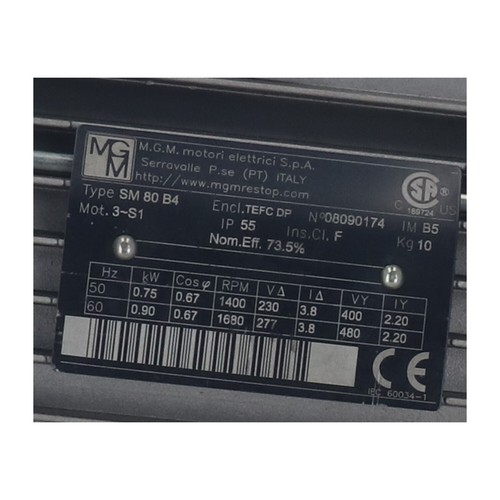 MGM
M.G.M. motori elettrici S.p.A.
Serravalle P.se (PT) ITALY
http://www.mgmrestop.com
Type SM 80 B4 Encl. TEFC DP N° 08090174 IM B5
Mot. 3~S1 IP 55 Ins.Cl. F Kg 10
Nom.Eff. 73.5%
C US
189724
Hz kW Cosφ RPM VΔ IΔ VY IY
50 0.75 0.67 1400 230 3.8 400 2.20
60 0.90 0.67 1680 277 3.8 480 2.20
CE
IEC 60034-1